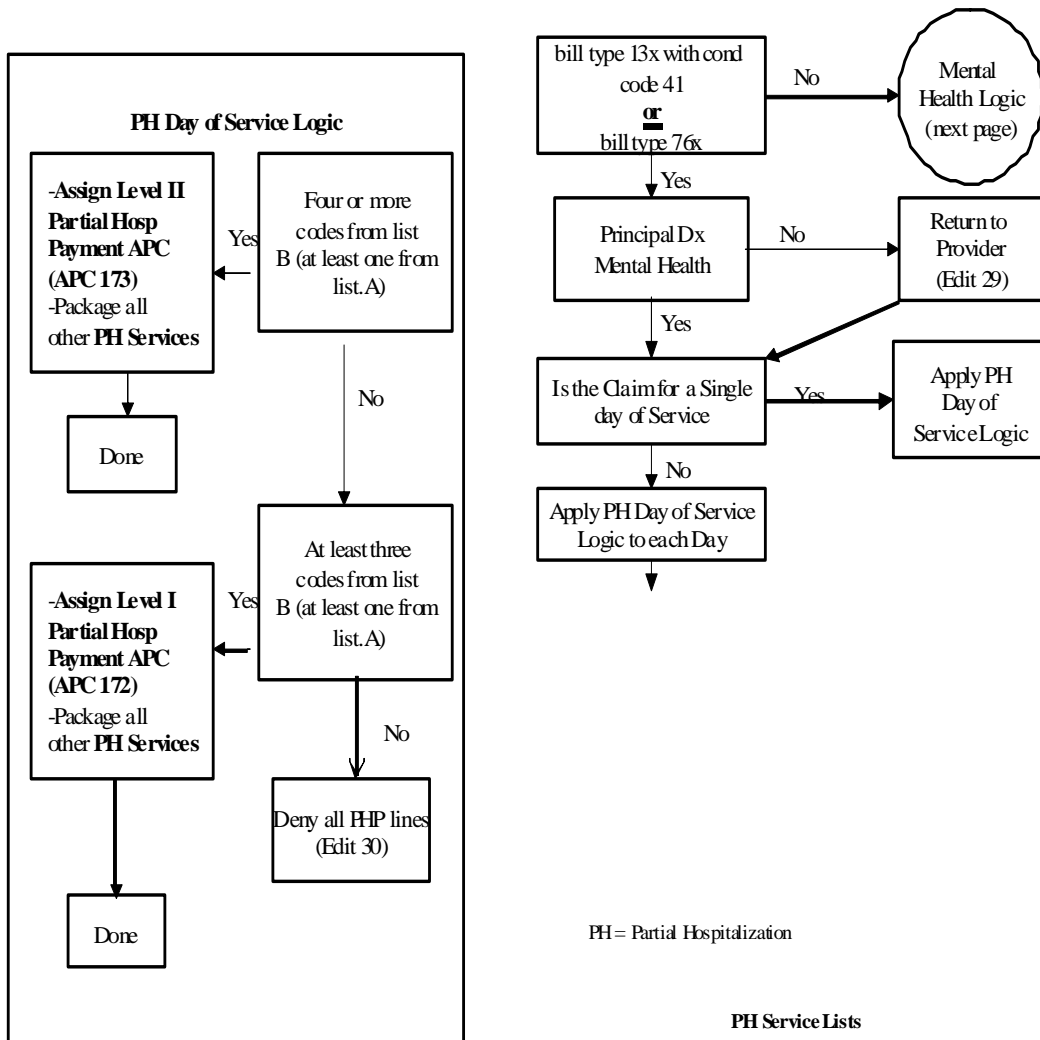 PH Day of Service Logic
-Assign Level II
Partial Hosp
Payment APC
(APC 173)
-Package all
other PH Services
Yes
Four or more
codes from list
B (at least one from
list.A)
No
Done
At least three
codes from list
B (at least one from
list.A)
Yes
-Assign Level I
Partial Hosp
Payment APC
(APC 172)
-Package all
other PH Services
No
Deny all PHP lines
(Edit 30)
Done
bill type 13x with cond
code 41
or
bill type 76x
No
Mental
Health Logic
(next page)
Yes
Principal Dx
Mental Health
No
Return to
Provider
(Edit 29)
Yes
Is the Claim for a Single
day of Service
Yes
Apply PH
Day of
Service Logic
No
Apply PH Day of Service
Logic to each Day
PH = Partial Hospitalization
PH Service Lists